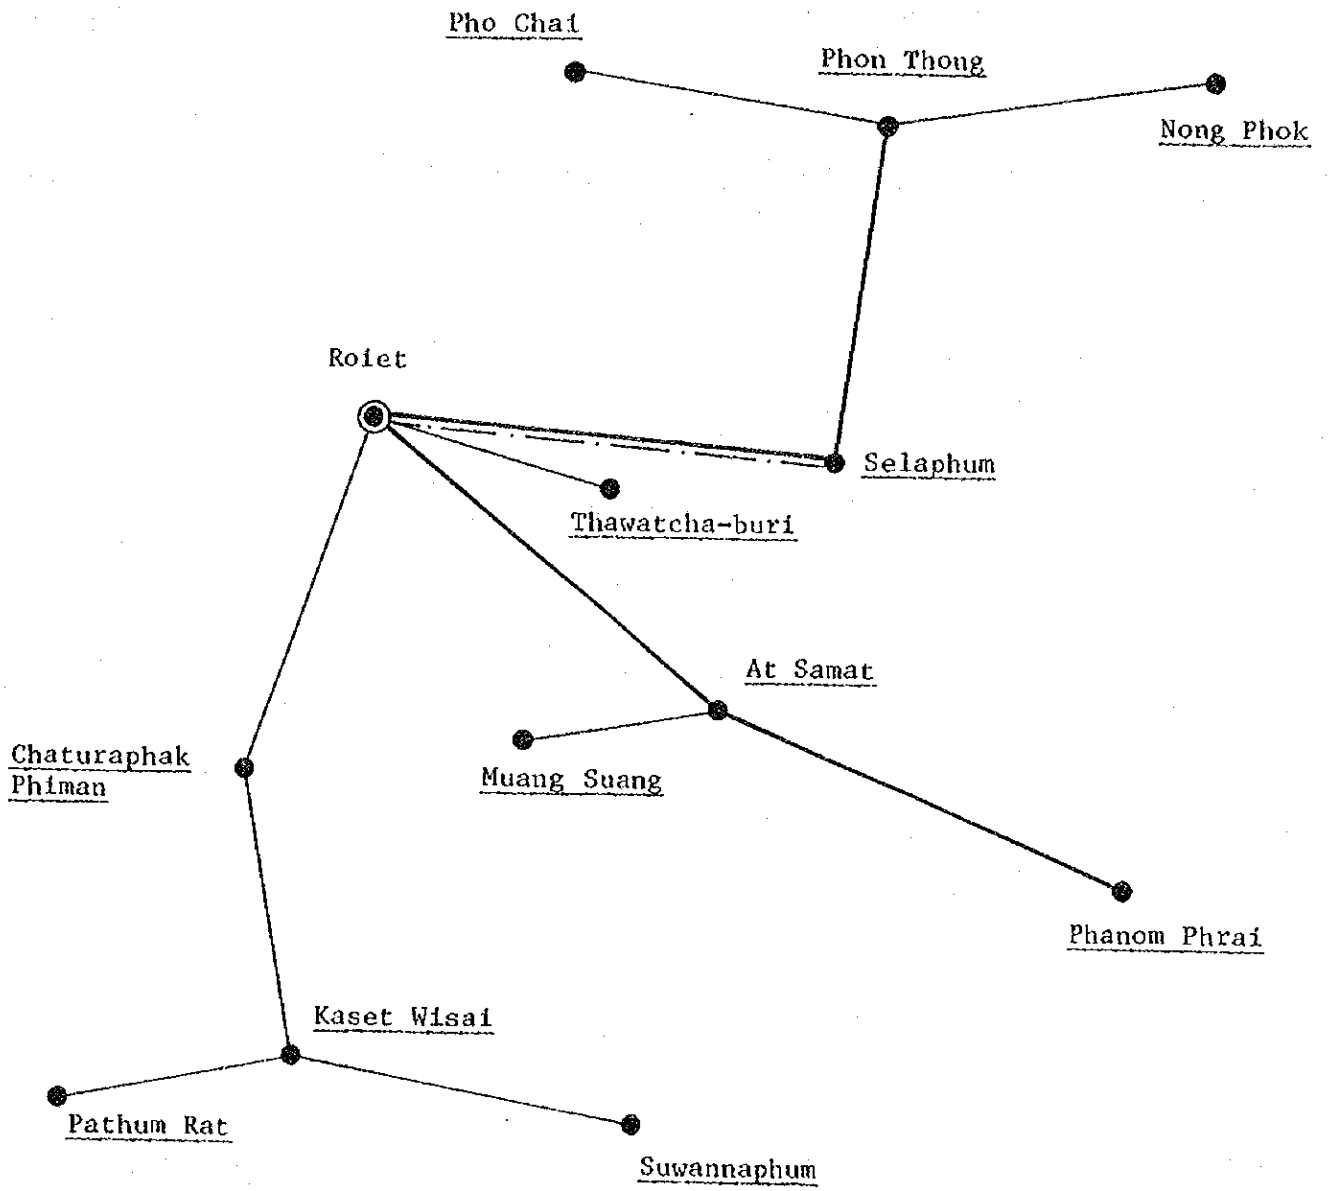 Pho Chai
Phon Thong
Nong Phok
Roiet
Selaphum
Thawatcha-buri
At Samat
Chaturaphak
Phiman
Muang Suang
Phanom Phrai
Kaset Wisai
Pathum Rat
Suwannaphum